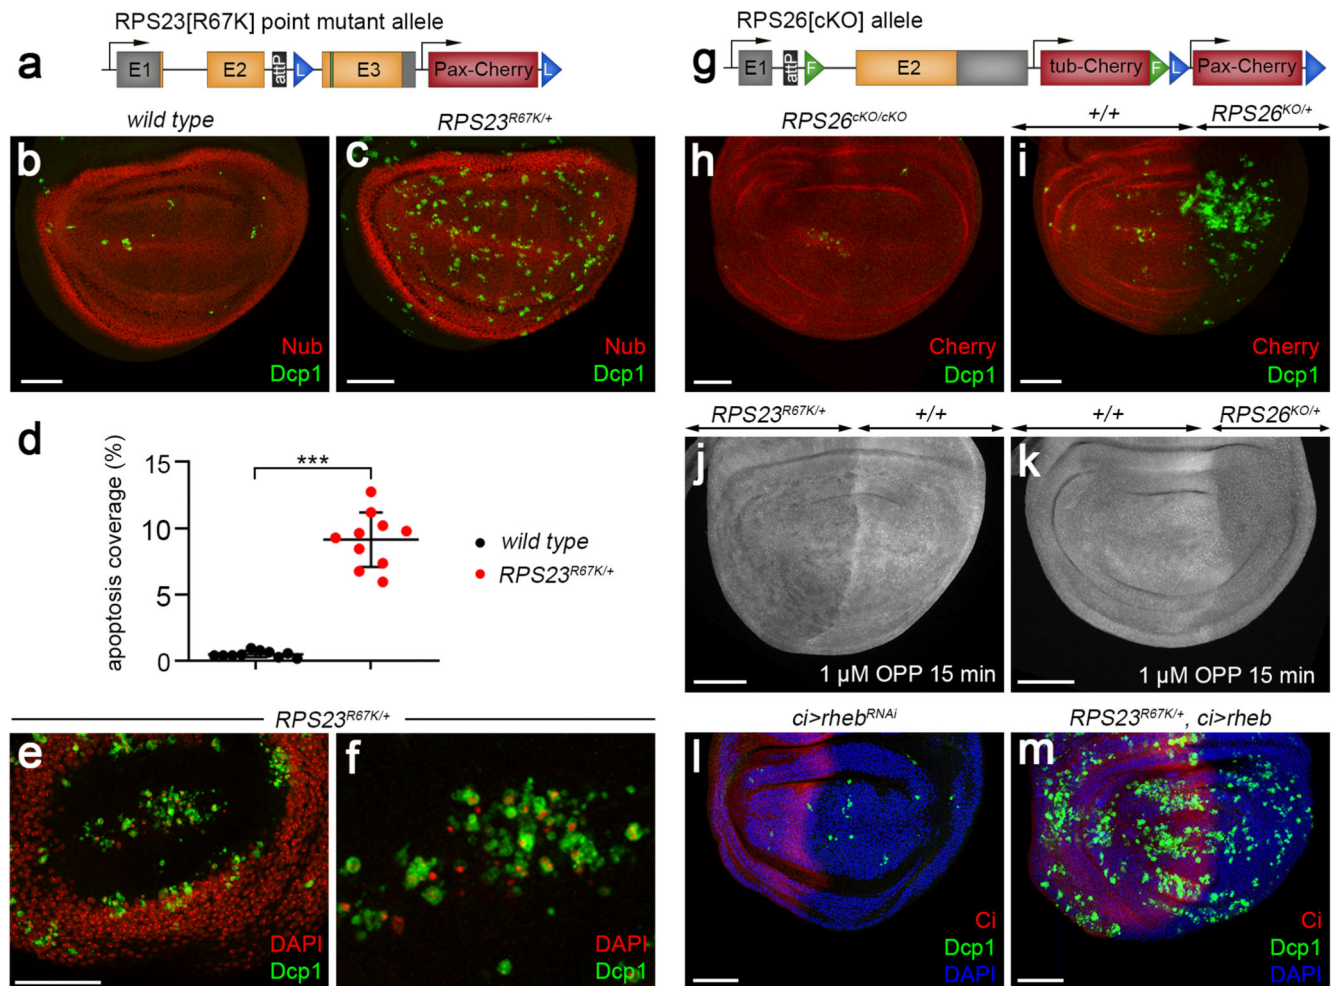 RPS23[R67K] point mutant allele
a
E1
E2
attP
L
E3
Pax-Cherry
L
wild type
RPS23R67K/+
b
Nub
Dcp1
c
Nub
Dcp1
d
apoptosis coverage (%)
15
10
5
0
***
wild type
RPS23R67K/+
RPS23R67K/+
e
DAPI
Dcp1
f
DAPI
Dcp1
RPS26[cKO] allele
g
E1
attP
F
E2
tub-Cherry
F
L
Pax-Cherry
RPS26cKO/cKO
+/+
RPS26KO/+
h
Cherry
Dcp1
i
Cherry
Dcp1
RPS23R67K/+
+/+
+/+
RPS26KO/+
j
1 µM OPP 15 min
k
1 µM OPP 15 min
ci>rhebRNAi
RPS23R67K/+, ci>rheb
l
Ci
Dcp1
DAPI
m
Ci
Dcp1
DAPI